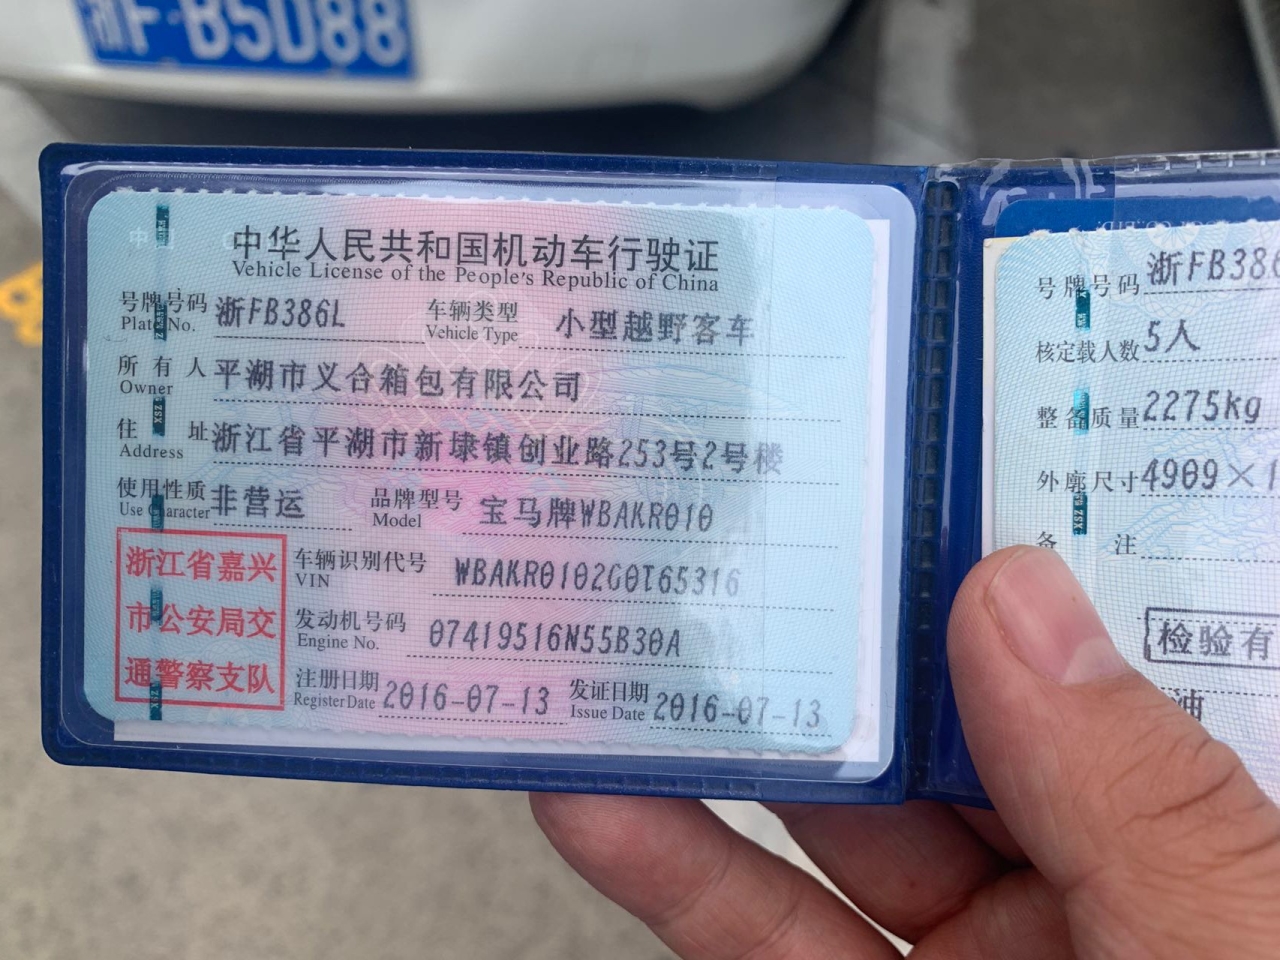 浙F·B5D88
中华人民共和国机动车行驶证
Vehicle License of the People's Republic of China
号牌号码 浙FB386L 车辆类型 小型越野客车
Plate No. Vehicle Type
所有人 平湖市义合箱包有限公司
Owner
住址 浙江省平湖市新埭镇创业路253号2号楼
Address
使用性质 非营运 品牌型号 宝马牌WBAKR010
Use Character Model
浙江省嘉兴
市公安局交
通警察支队
车辆识别代号 WBAKR0102G0T65316
VIN
发动机号码 07419516N55B30A
Engine No.
注册日期 2016-07-13 发证日期 2016-07-13
Register Date Issue Date
号牌号码 浙FB386
核定载人数 5人
整备质量 2275kg
外廓尺寸 4909×1
备注
检验有
油